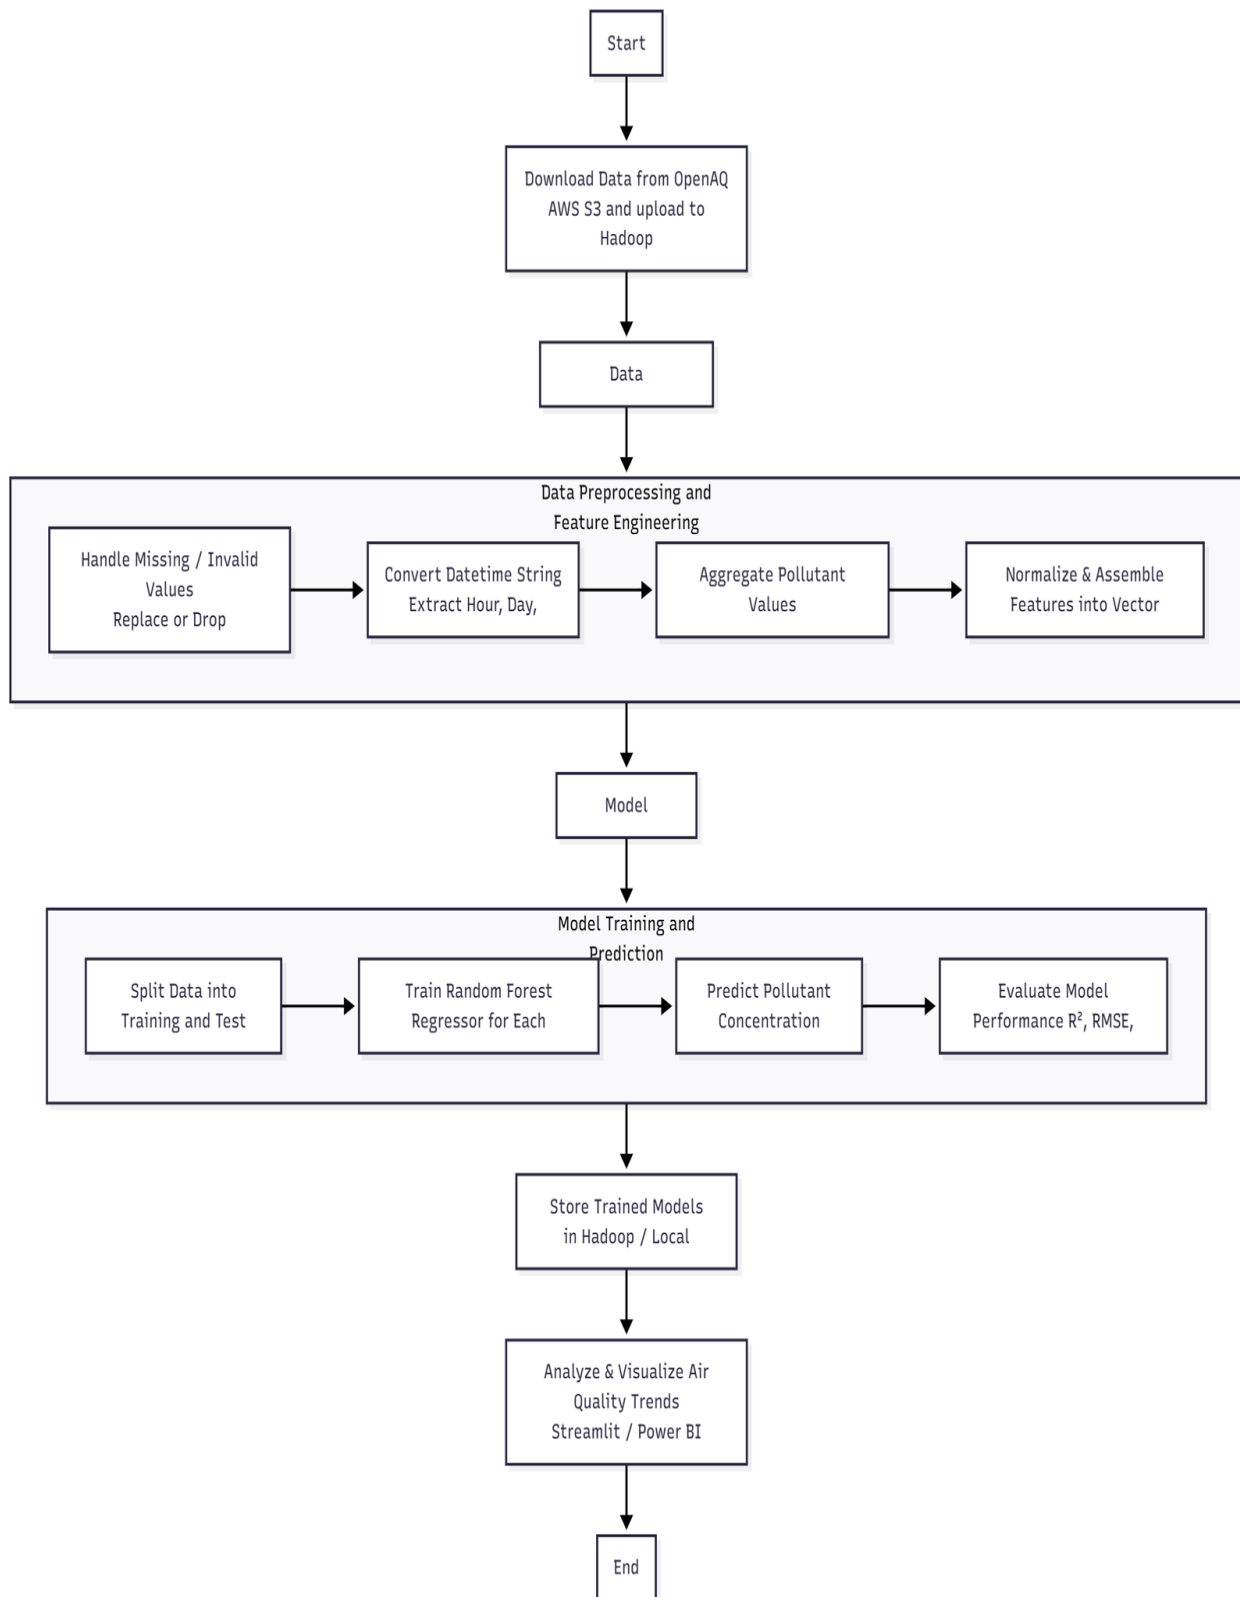 Start
Download Data from OpenAQ
AWS S3 and upload to
Hadoop
Data
Data Preprocessing and
Feature Engineering
Handle Missing / Invalid
Values
Replace or Drop
Convert Datetime String
Extract Hour, Day,
Aggregate Pollutant
Values
Normalize & Assemble
Features into Vector
Model
Model Training and
Prediction
Split Data into
Training and Test
Train Random Forest
Regressor for Each
Predict Pollutant
Concentration
Evaluate Model
Performance R², RMSE,
Store Trained Models
in Hadoop / Local
Analyze & Visualize Air
Quality Trends
Streamlit / Power BI
End